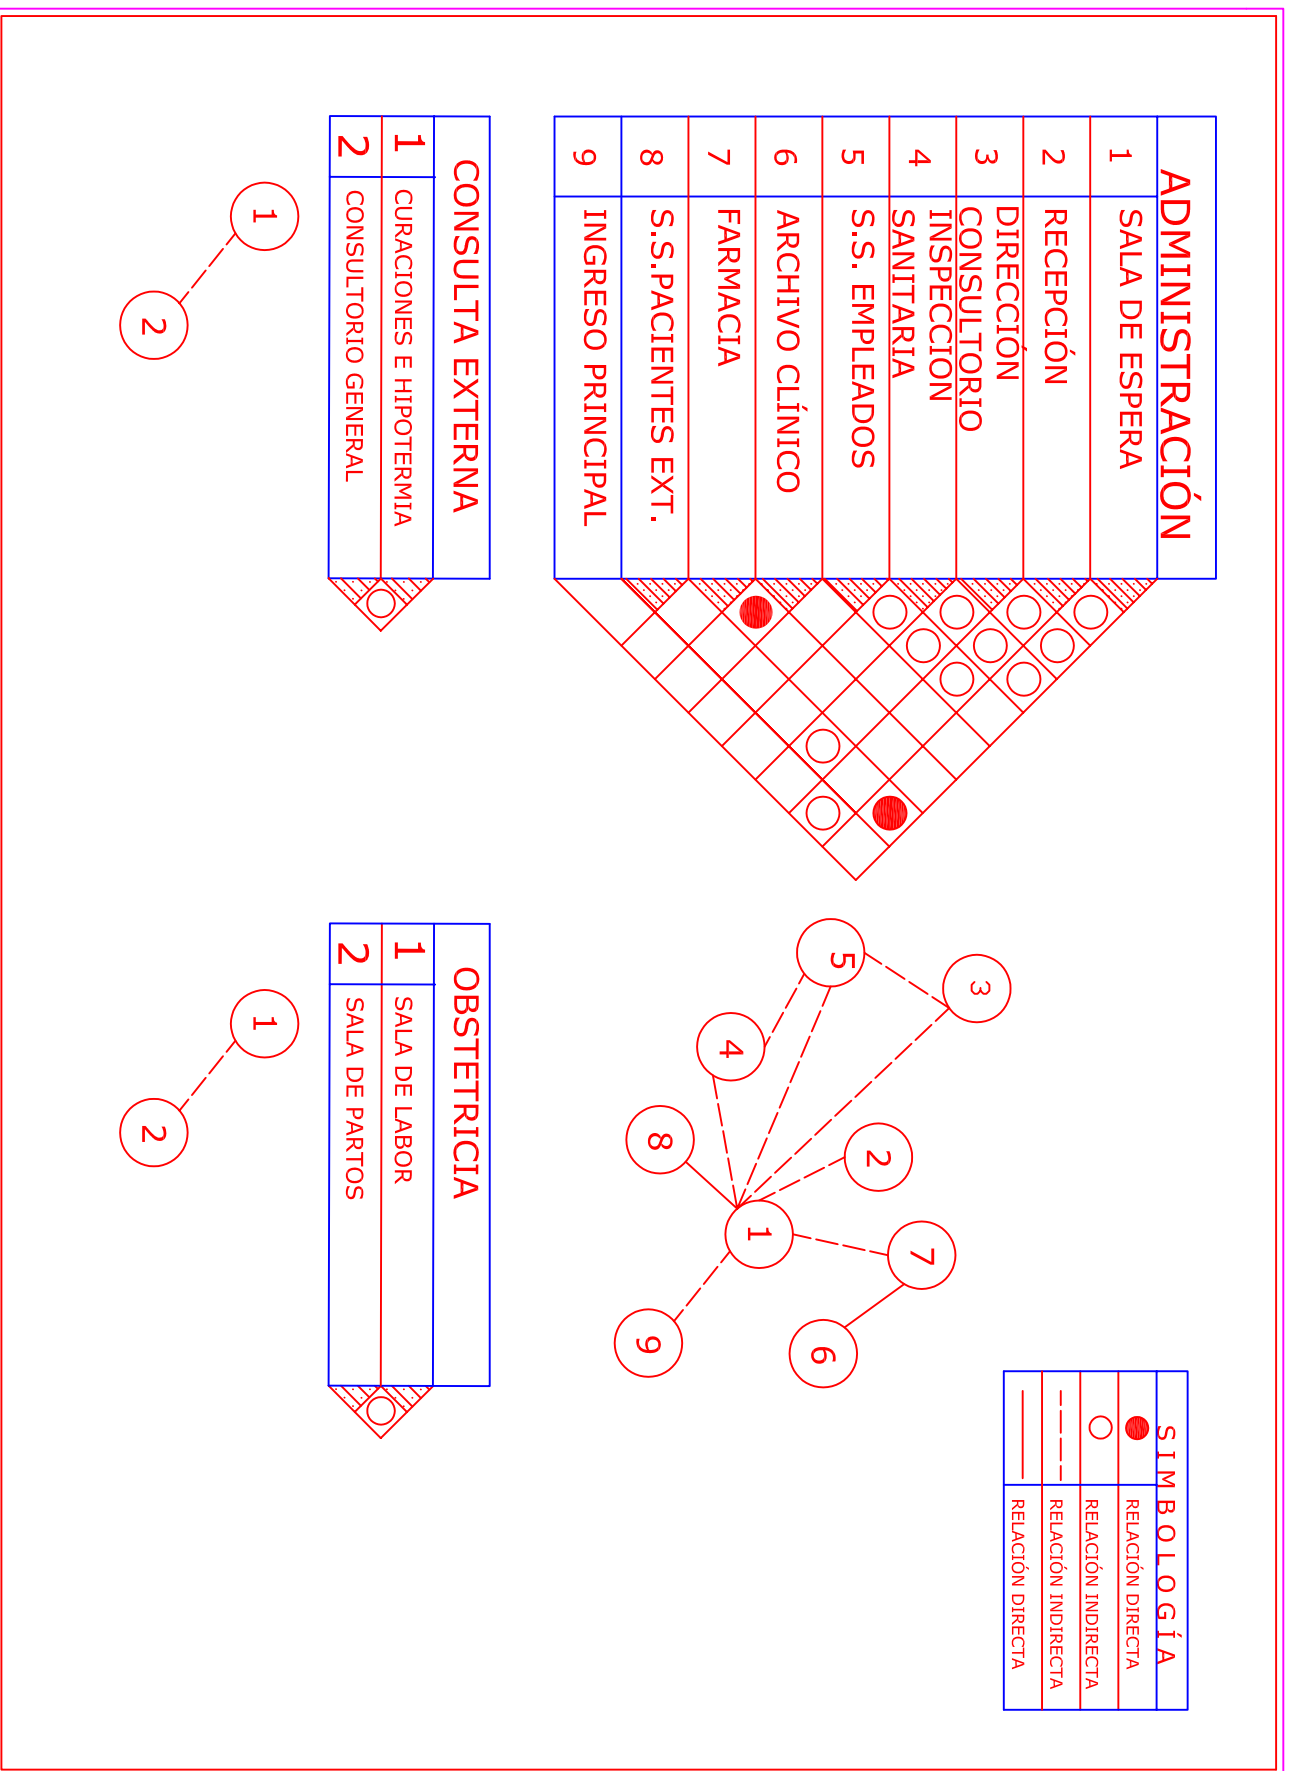 ADMINISTRACIÓN
1 SALA DE ESPERA
2 RECEPCIÓN
3 DIRECCIÓN
CONSULTORIO
4 INSPECCION
SANITARIA
5 S.S. EMPLEADOS
6 ARCHIVO CLÍNICO
7 FARMACIA
8 S.S.PACIENTES EXT.
9 INGRESO PRINCIPAL
3
5
4
2
8
1
7
9
6
SIMBOLOGÍA
RELACIÓN DIRECTA
RELACIÓN INDIRECTA
RELACIÓN INDIRECTA
RELACIÓN DIRECTA
CONSULTA EXTERNA
1 CURACIONES E HIPOTERMIA
2 CONSULTORIO GENERAL
1
2
OBSTETRICIA
1 SALA DE LABOR
2 SALA DE PARTOS
1
2